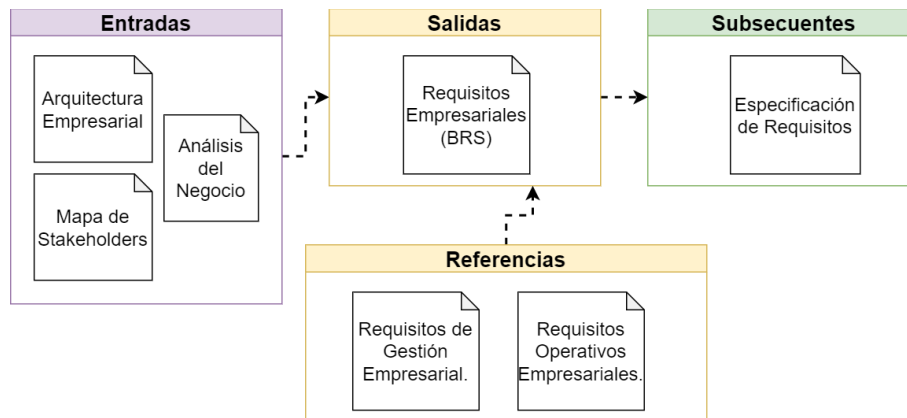 Entradas
Arquitectura
Empresarial
Análisis
del
Negocio
Mapa de
Stakeholders
Salidas
Requisitos
Empresariales
(BRS)
Subsecuentes
Especificación
de Requisitos
Referencias
Requisitos de
Gestión
Empresarial.
Requisitos
Operativos
Empresariales.